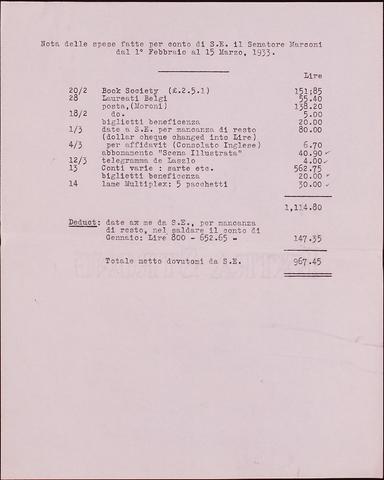 Nota delle spese fatte per conto di S.E. il Senatore Marconi
dal 1° Febbraio al 15 Marzo, 1933.
Lire
20/2 Book Society (£.2.5.1) 151.85
28 Laureati Belgi 55.40
posta,(Moroni) 138.20
18/2 do. 5.00
biglietti beneficenza 20.00
1/3 date a S.E. per mancanza di resto 80.00
(dollar cheque changed into Lire)
4/3 per affidavit (Consolato Inglese) 6.70
abbonamento "Scena Illustrata" 40.90
12/3 telegramma de Laszlo 4.00
13 Conti varie : sarte etc. 562.75
biglietti beneficenza 20.00
14 lame Multiplex: 5 pacchetti 30.00
1,114.80
Deduct: date a me da S.E., per mancanza
di resto, nel saldare il conto di
Gennaio: Lire 800 - 652.65 = 147.35
Totale netto dovutomi da S.E. 967.45